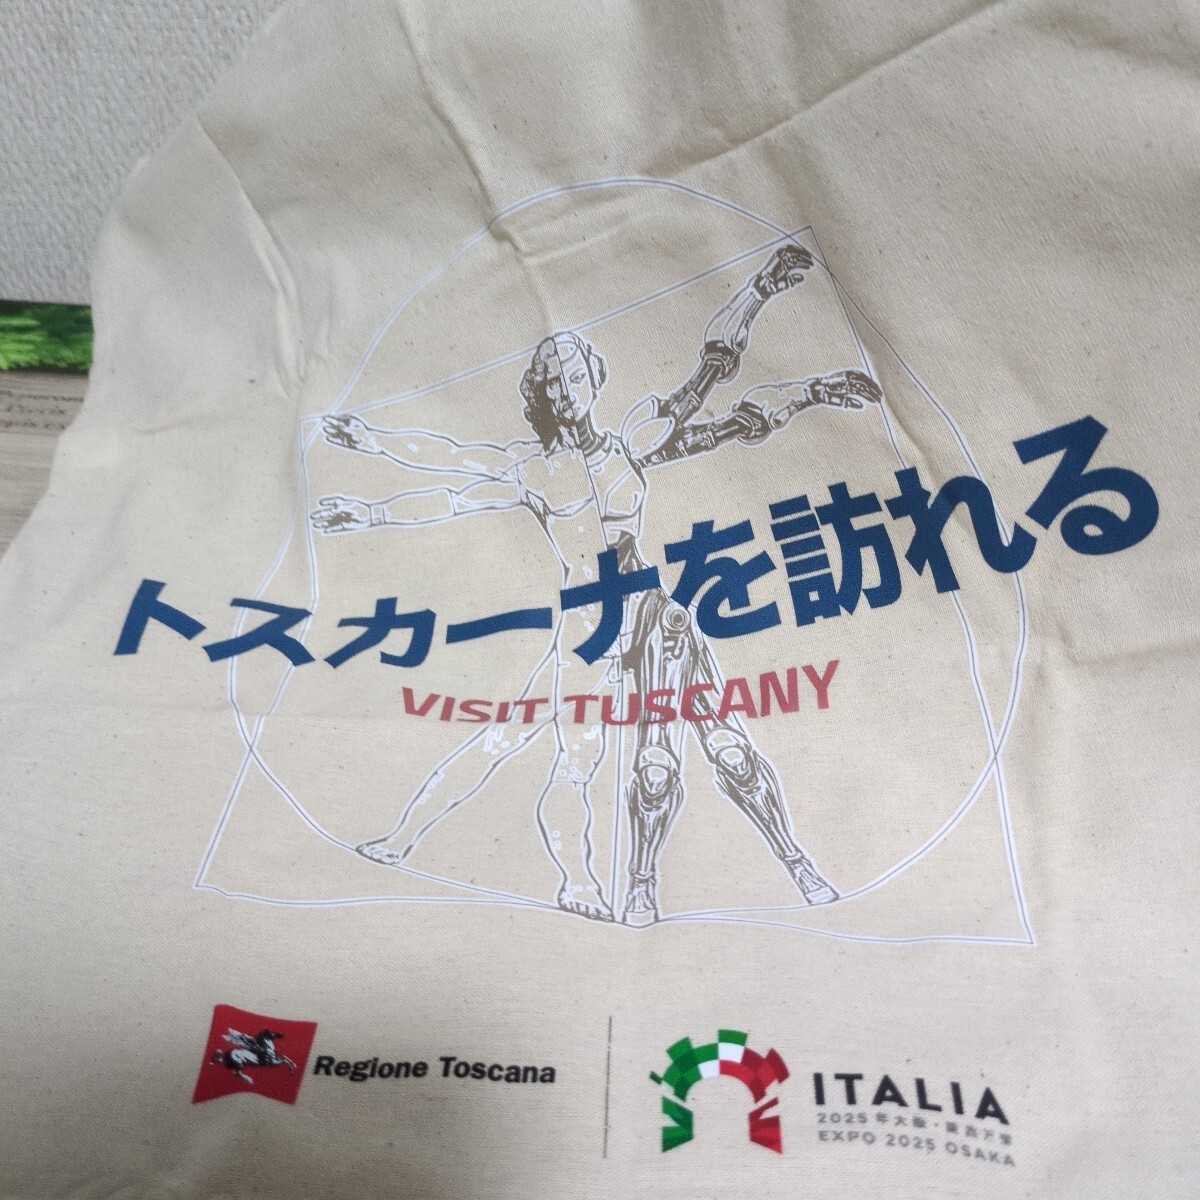 トスカーナを訪れる
VISIT TUSCANY
Regione Toscana
ITALIA
2025年大阪・関西万博
EXPO 2025 OSAKA